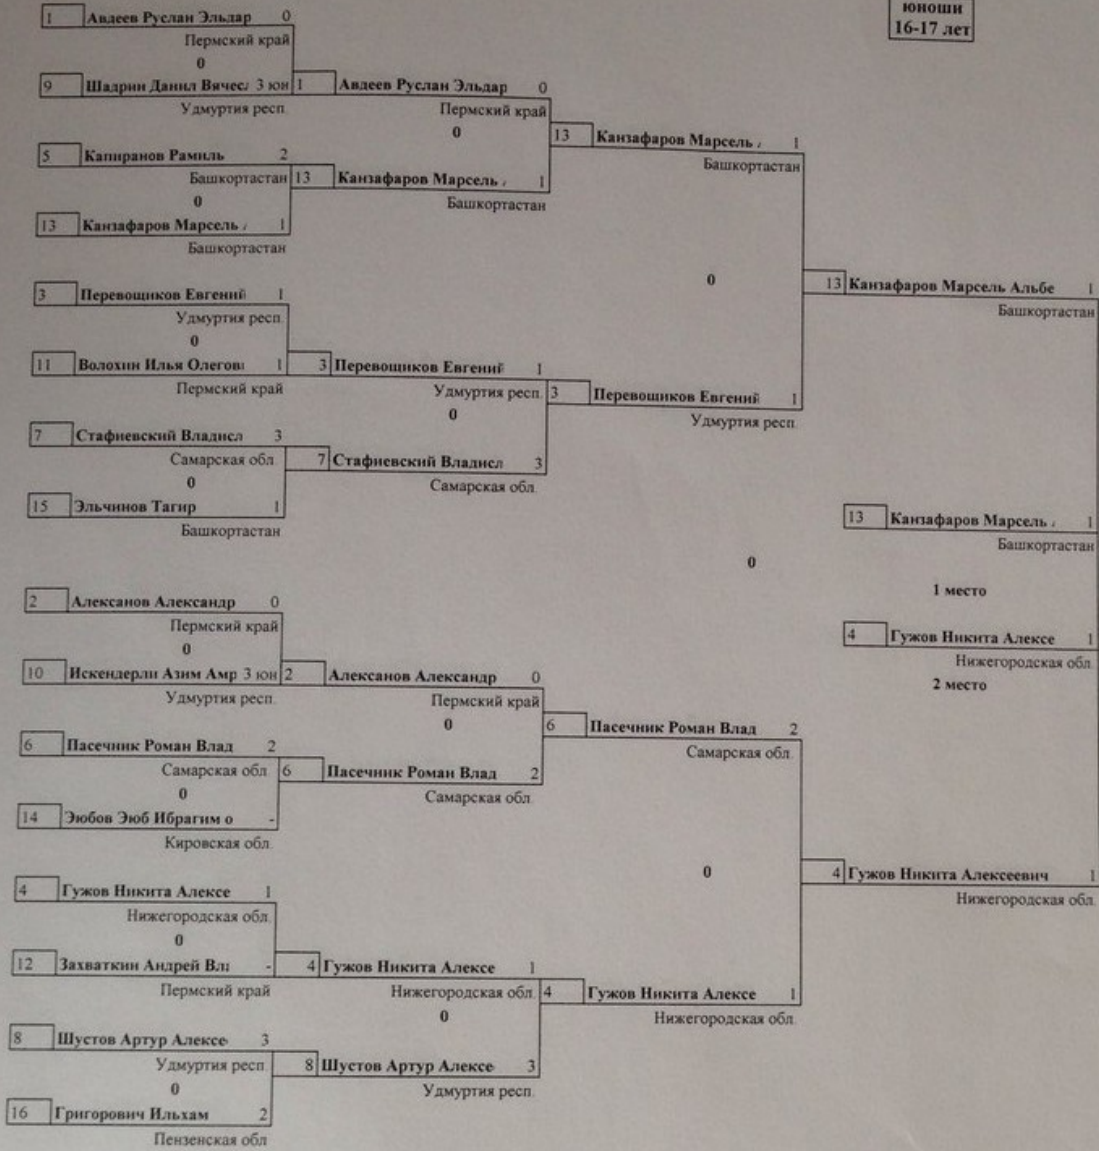 юноши
16-17 лет
1 Авдеев Руслан Эльдар 0
Пермский край
0
9 Шадрин Данил Вячес. 3 юн
Удмуртия респ.
5 Капиранов Рамиль 2
Башкортастан
0
13 Канзафаров Марсель 1
Башкортастан
3 Перевощиков Евгений 1
Удмуртия респ.
0
11 Волохин Илья Олегов 1
Пермский край
7 Стафиевский Владисл 3
Самарская обл.
0
15 Эльчинов Тагир 1
Башкортастан
2 Алексанов Александр 0
Пермский край
0
10 Искендерли Азим Амр 3 юн
Удмуртия респ.
6 Пасечник Роман Влад 2
Самарская обл.
0
14 Эюбов Эюб Ибрагим о -
Кировская обл.
4 Гужов Никита Алексе 1
Нижегородская обл.
0
12 Захваткин Андрей Вл -
Пермский край
8 Шустов Артур Алексе 3
Удмуртия респ.
0
16 Григорович Ильхам 2
Пензенская обл
1 Авдеев Руслан Эльдар 0
Пермский край
0
13 Канзафаров Марсель 1
Башкортастан
3 Перевощиков Евгений 1
Удмуртия респ.
0
7 Стафиевский Владисл 3
Самарская обл.
2 Алексанов Александр 0
Пермский край
0
6 Пасечник Роман Влад 2
Самарская обл.
4 Гужов Никита Алексе 1
Нижегородская обл.
0
8 Шустов Артур Алексе 3
Удмуртия респ.
13 Канзафаров Марсель 1
Башкортастан
0
3 Перевощиков Евгений 1
Удмуртия респ.
6 Пасечник Роман Влад 2
Самарская обл.
0
4 Гужов Никита Алексе 1
Нижегородская обл.
13 Канзафаров Марсель Альбе 1
Башкортастан
0
4 Гужов Никита Алексеевич 1
Нижегородская обл.
13 Канзафаров Марсель 1
Башкортастан
1 место
4 Гужов Никита Алексе 1
Нижегородская обл.
2 место